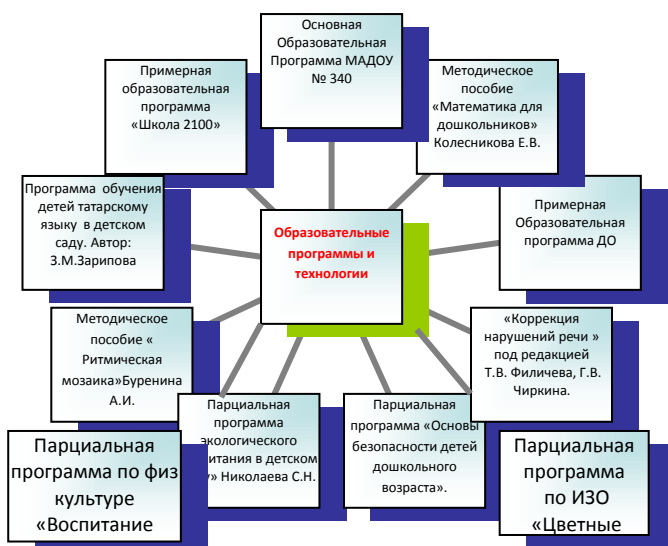 Основная
Образовательная
Программа МАДОУ
№ 340
Примерная
образовательная
программа
«Школа 2100»
Методическое
пособие
«Математика для
дошкольников»
Колесникова Е.В.
Программа обучения
детей татарскому
языку в детском
саду. Автор:
З.М.Зарипова
Образовательные
программы и
технологии
Примерная
Образовательная
программа ДО
Методическое
пособие «
Ритмическая
мозаика»Буренина
А.И.
«Коррекция
нарушений речи »
под редакцией
Т.В. Филичева, Г.В.
Чиркина.
Парциальная
программа
экологического
питания в детском
у» Николаева С.Н.
Парциальная
программа «Основы
безопасности детей
дошкольного
возраста».
Парциальная
программа по физ
культуре
«Воспитание
Парциальная
программа
по ИЗО
«Цветные